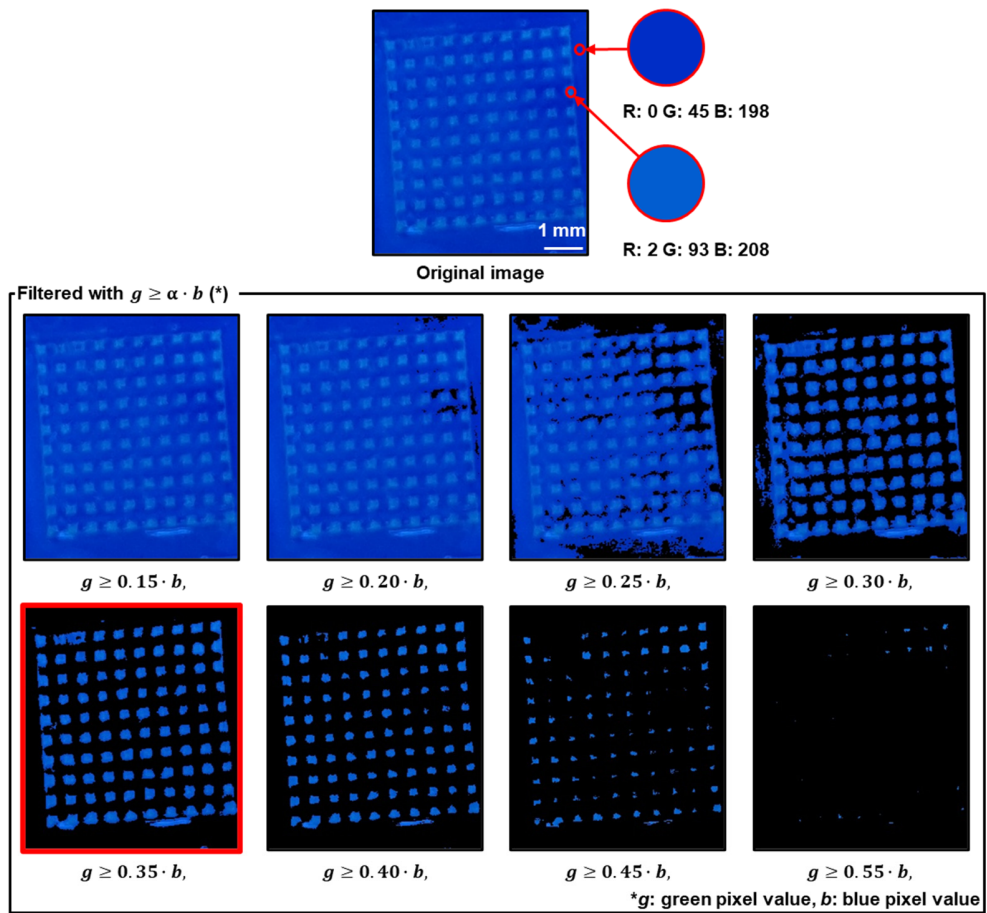 R: 0 G: 45 B: 198
R: 2 G: 93 B: 208
1 mm
Original image
Filtered with g ≥ α · b (*)
g ≥ 0.15 · b,
g ≥ 0.20 · b,
g ≥ 0.25 · b,
g ≥ 0.30 · b,
g ≥ 0.35 · b,
g ≥ 0.40 · b,
g ≥ 0.45 · b,
g ≥ 0.55 · b,
*g: green pixel value, b: blue pixel value